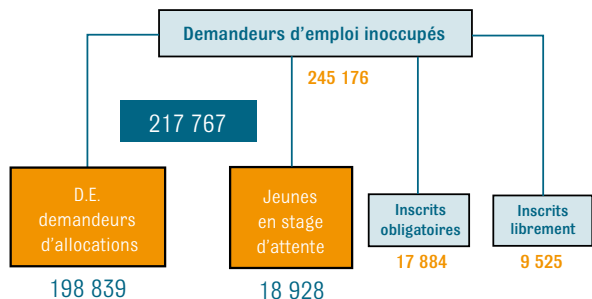 Demandeurs d'emploi inoccupés
245 176
217 767
D.E.
demandeurs
d'allocations
198 839
Jeunes
en stage
d'attente
18 928
Inscrits
obligatoires
17 884
Inscrits
librement
9 525